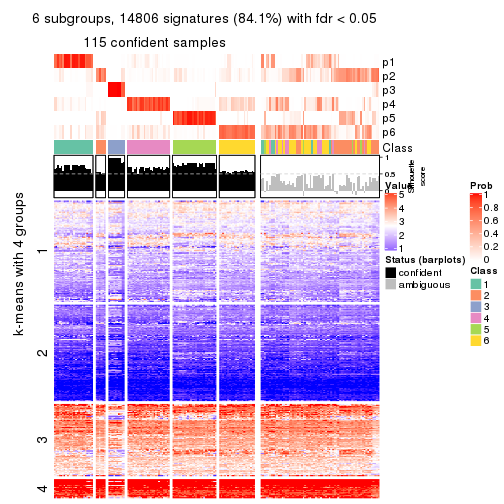 6 subgroups, 14806 signatures (84.1%) with fdr < 0.05
115 confident samples
p1
p2
p3
p4
p5
p6
Class
1
0.5
0
Silhouette
score
k-means with 4 groups
1
2
3
4
Value
5
4
3
2
1
Status (barplots)
confident
ambiguous
Prob
1
0.8
0.6
0.4
0.2
0
Class
1
2
3
4
5
6